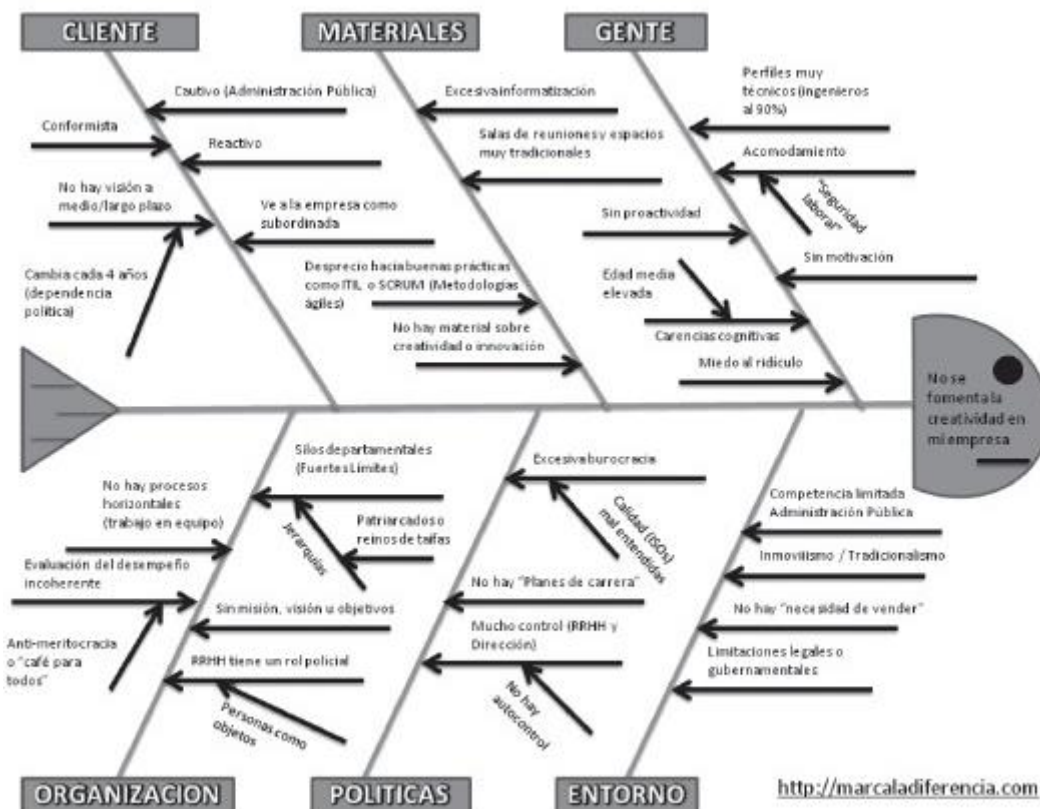 CLIENTE
MATERIALES
GENTE
Cautivo (Administración Pública)
Conformista
Reactivo
No hay visión a
medio/largo plazo
Ve a la empresa como
subordinada
Cambia cada 4 años
(dependencia
política)
Excesiva informatización
Salas de reuniones y espacios
muy tradicionales
Desprecio hacia buenas prácticas
como ITIL o SCRUM (Metodologías
ágiles)
No hay material sobre
creatividad o innovación
Perfiles muy
técnicos (ingenieros
al 90%)
Acomodamiento
"Seguridad
laboral"
Sin proactividad
Sin motivación
Edad media
elevada
Carencias cognitivas
Miedo al ridículo
No se
fomenta la
creatividad en
mi empresa
Silos departamentales
(Fuertes Límites)
No hay procesos
horizontales
(trabajo en equipo)
Jerarquías
Patriarcados o
reinos de taifas
Evaluación del desempeño
incoherente
Anti-meritocracia
o "café para
todos"
Sin misión, visión u objetivos
RRHH tiene un rol policial
Personas como
objetos
Excesiva burocracia
Calidad (ISOs)
mal entendidas
No hay "Planes de carrera"
Mucho control (RRHH y
Dirección)
No hay
autocontrol
Competencia limitada
Administración Pública
Inmovilismo / Tradicionalismo
No hay "necesidad de vender"
Limitaciones legales o
gubernamentales
ORGANIZACION
POLITICAS
ENTORNO
http://marcaladiferencia.com